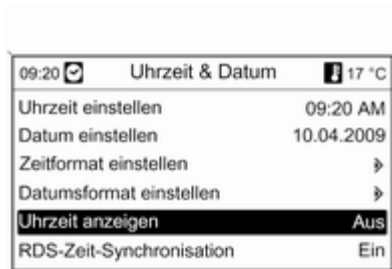 09:20 Uhrzeit & Datum 17 °C
Uhrzeit einstellen 09:20 AM
Datum einstellen 10.04.2009
Zeitformat einstellen
Datumsformat einstellen
Uhrzeit anzeigen Aus
RDS-Zeit-Synchronisation Ein